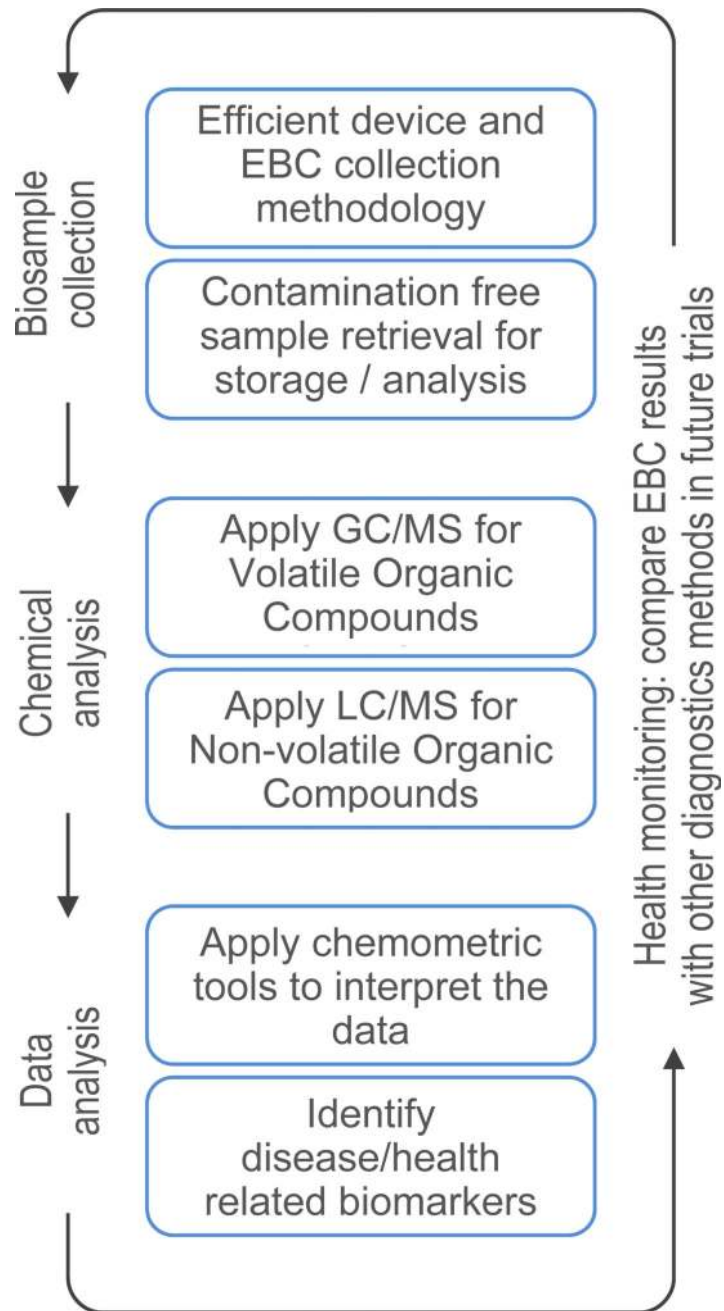 Biosample
collection
Efficient device and
EBC collection
methodology
Contamination free
sample retrieval for
storage / analysis
Chemical
analysis
Apply GC/MS for
Volatile Organic
Compounds
Apply LC/MS for
Non-volatile Organic
Compounds
Data
analysis
Apply chemometric
tools to interpret the
data
Identify
disease/health
related biomarkers
Health monitoring: compare EBC results
with other diagnostics methods in future trials